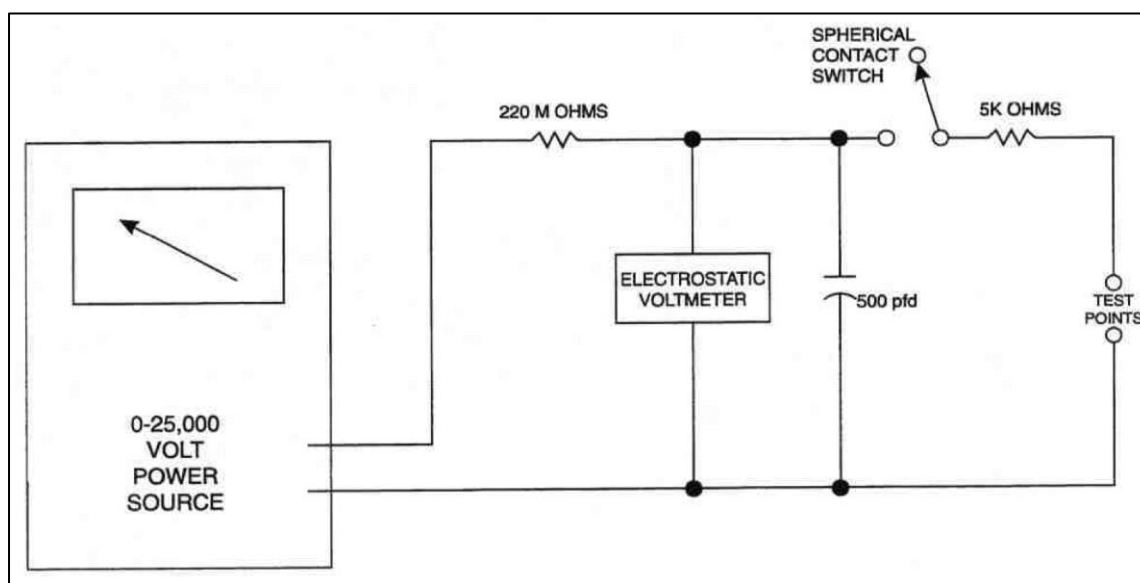 SPHERICAL
CONTACT
SWITCH
220 M OHMS
5K OHMS
ELECTROSTATIC
VOLTMETER
500 pfd
TEST
POINTS
0-25,000
VOLT
POWER
SOURCE